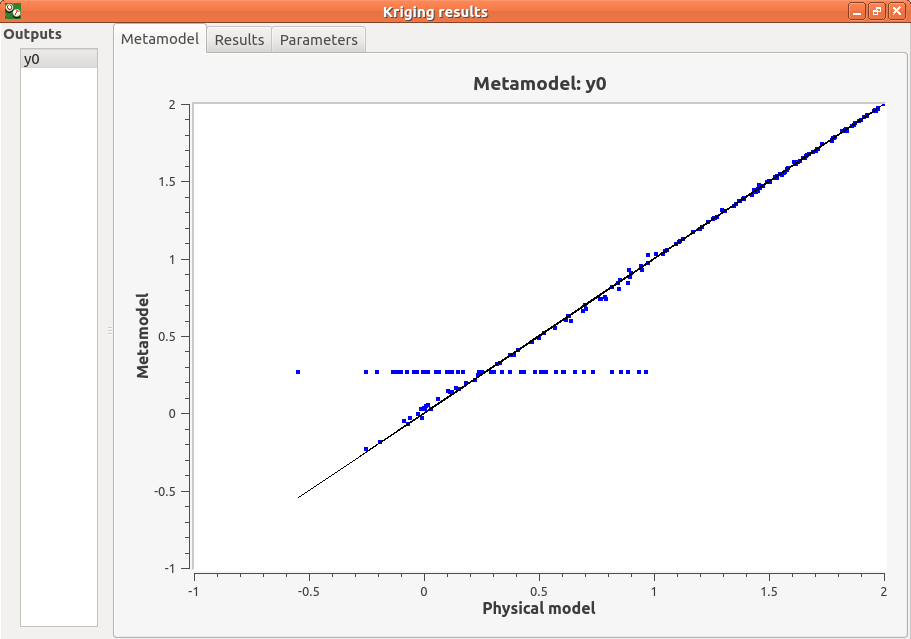 Kriging results
Outputs
y0
Metamodel Results Parameters
Metamodel: y0
2
1.5
1
0.5
0
-0.5
-1
Metamodel
-1 -0.5 0 0.5 1 1.5 2
Physical model